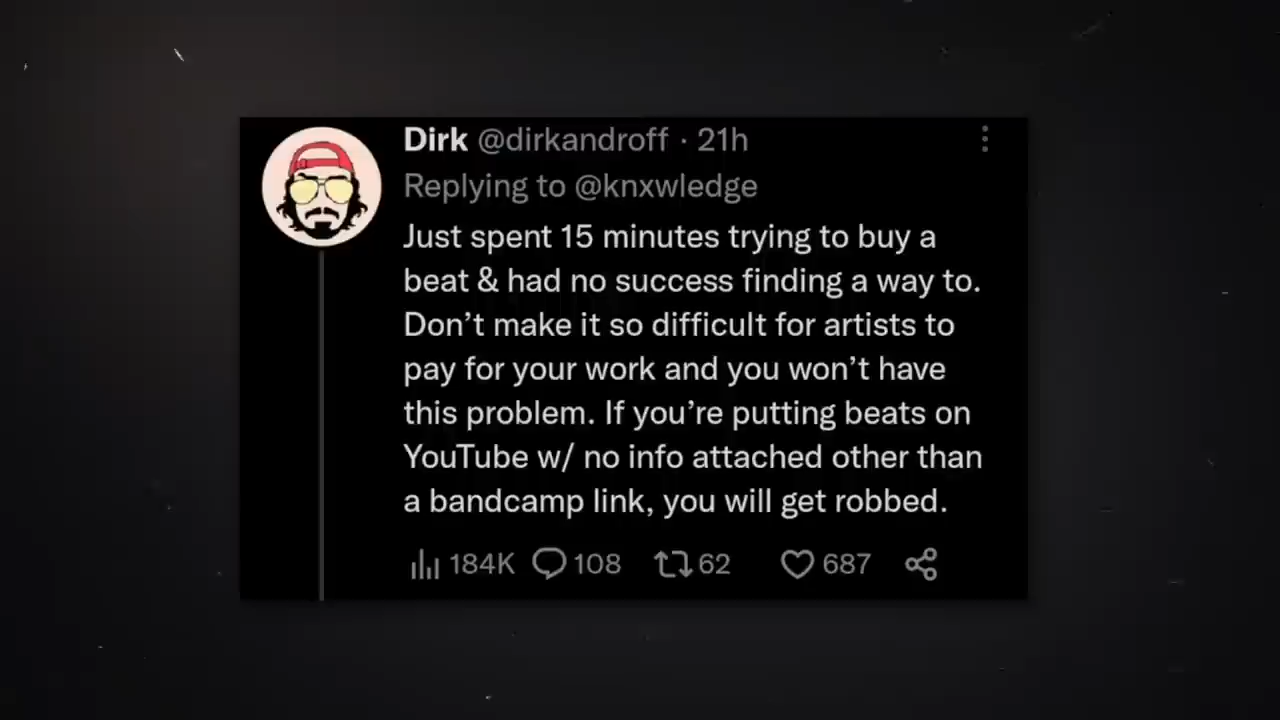 Dirk @dirkandroff · 21h
Replying to @knxwledge
Just spent 15 minutes trying to buy a
beat & had no success finding a way to.
Don’t make it so difficult for artists to
pay for your work and you won’t have
this problem. If you’re putting beats on
YouTube w/ no info attached other than
a bandcamp link, you will get robbed.
184K 108 62 687